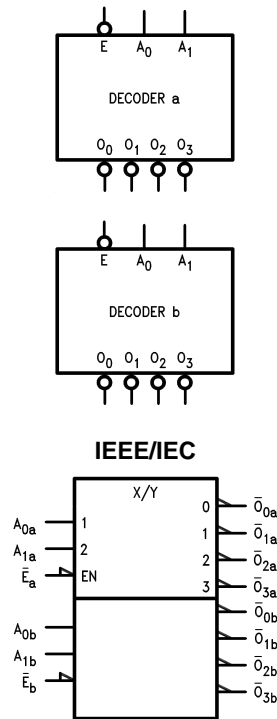 E A₀ A₁
DECODER a
O₀ O₁ O₂ O₃
E A₀ A₁
DECODER b
O₀ O₁ O₂ O₃
IEEE/IEC
X/Y
A₀ₐ 1 0 Ō₀ₐ
A₁ₐ 2 1 Ō₁ₐ
Ēₐ EN 2 Ō₂ₐ
3 Ō₃ₐ
A0b Ō0b
A1b Ō1b
Ēb Ō2b
Ō3b